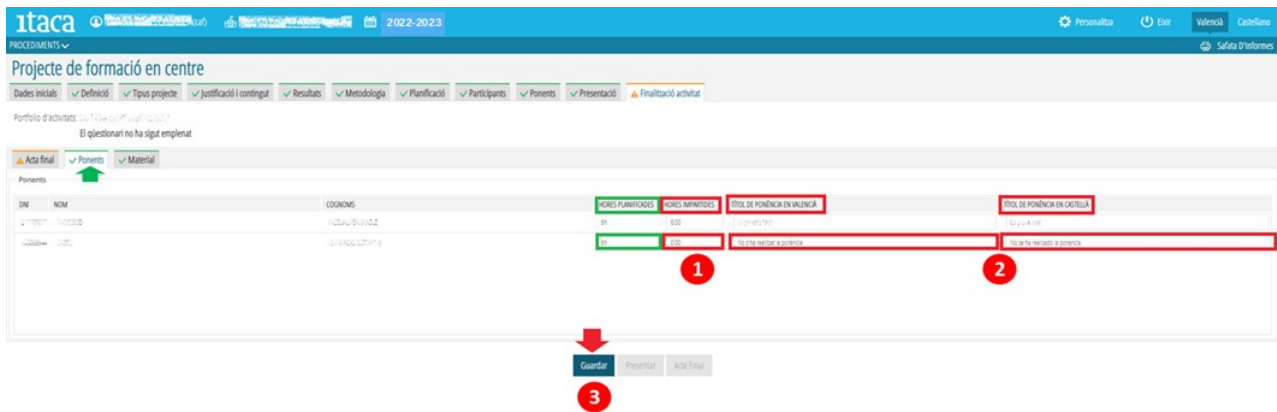 ıtaca (caf) 2022-2023 Personalitza Eixir Valencià Castellano
PROCEDIMENTS Safata D'informes
Projecte de formació en centre
Dades inicials Definició Tipus projecte Justificació i contingut Resultats Metodologia Planificació Participants Ponents Presentació Finalització activitat
Portfolio d'activitats:
El qüestionari no ha sigut emplenat
Acta final Ponents Material
Ponents
DNI NOM COGNOMS HORES PLANIFICADES HORES IMPARTIDES TÍTOL DE PONÈNCIA EN VALENCIÀ TÍTOL DE PONÈNCIA EN CASTELLÀ
6h 6:00
6h 0:00 No s'ha realitzat la ponència No se ha realizado la ponencia
1 2
Guardar Presentar Acta Final
3